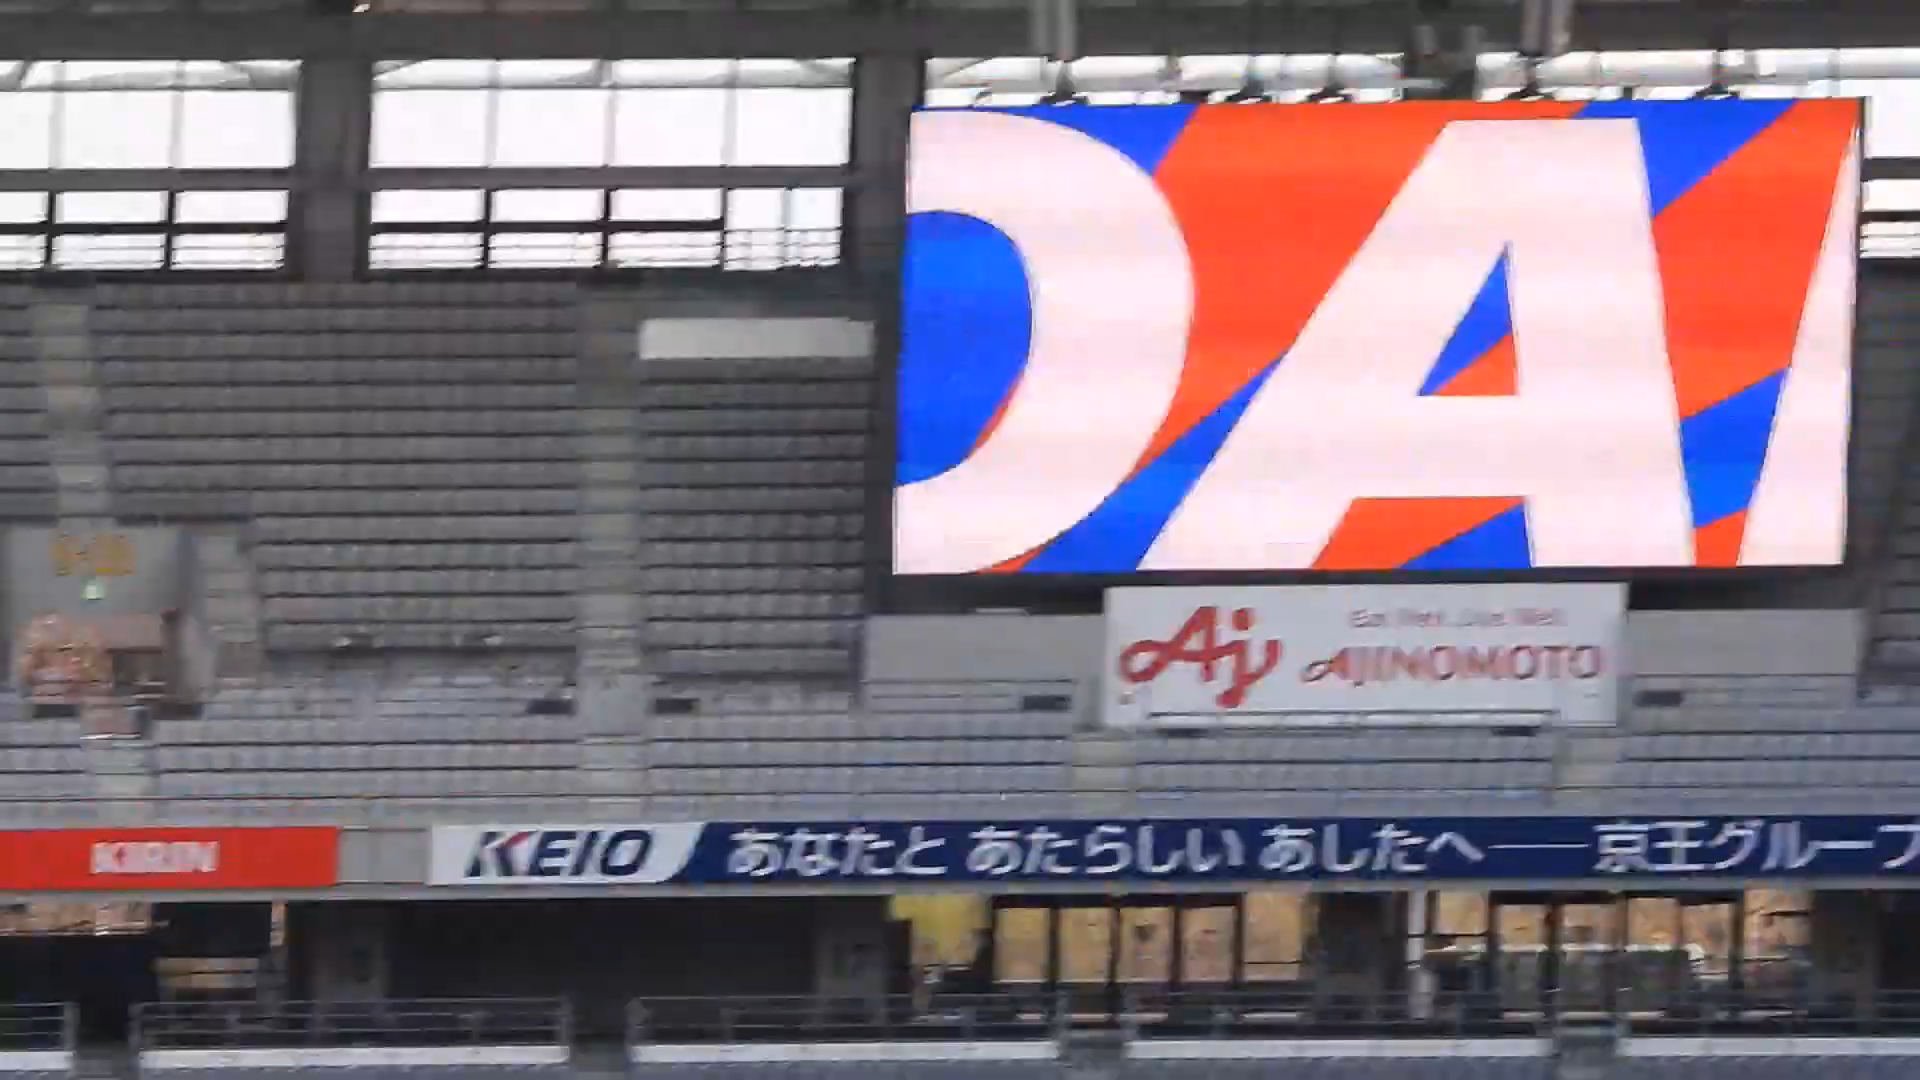 DA
Aj
Eat Well, Live Well.
AJINOMOTO
KIRIN
KEIO あなたと あたらしい あしたへ――京王グループ